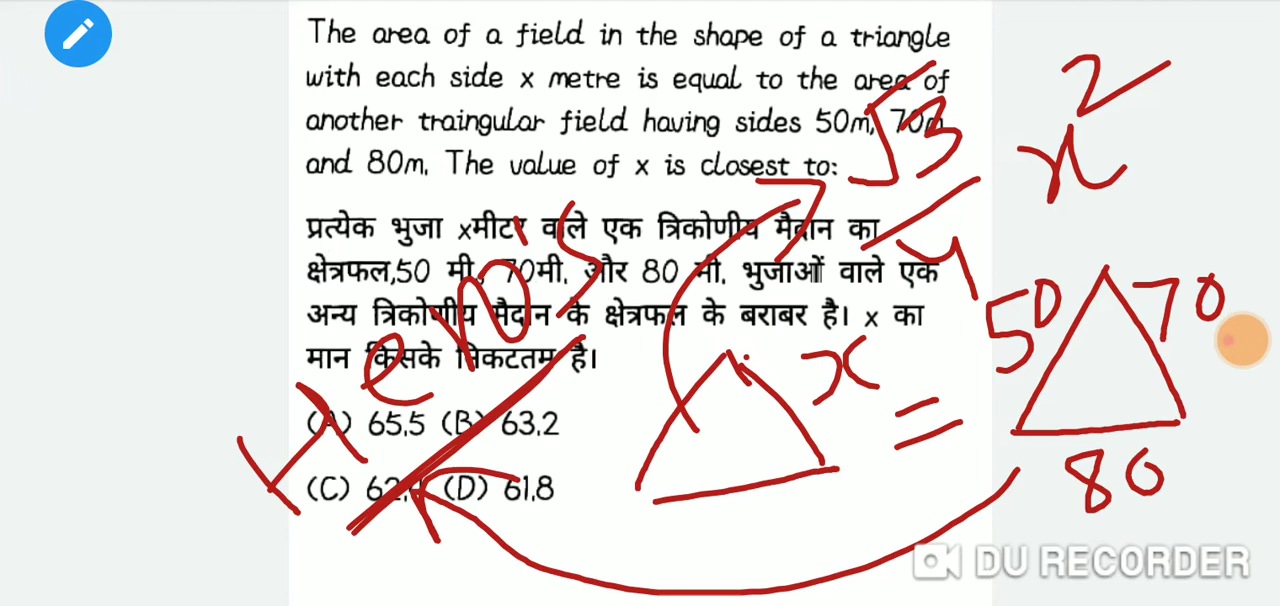 The area of a field in the shape of a triangle
with each side x metre is equal to the area of
another traingular field having sides 50m, 70m
and 80m. The value of x is closest to:
प्रत्येक भुजा xमीटर वाले एक त्रिकोणीय मैदान का
क्षेत्रफल,50 मी, 70मी. और 80 मी. भुजाओं वाले एक
अन्य त्रिकोणीय मैदान के क्षेत्रफल के बराबर है। x का
मान किसके निकटतम है।
(A) 65.5 (B) 63.2
(C) (D) 61.8
√3/4 x²
50 70
80
x =
Heron's
DU RECORDER